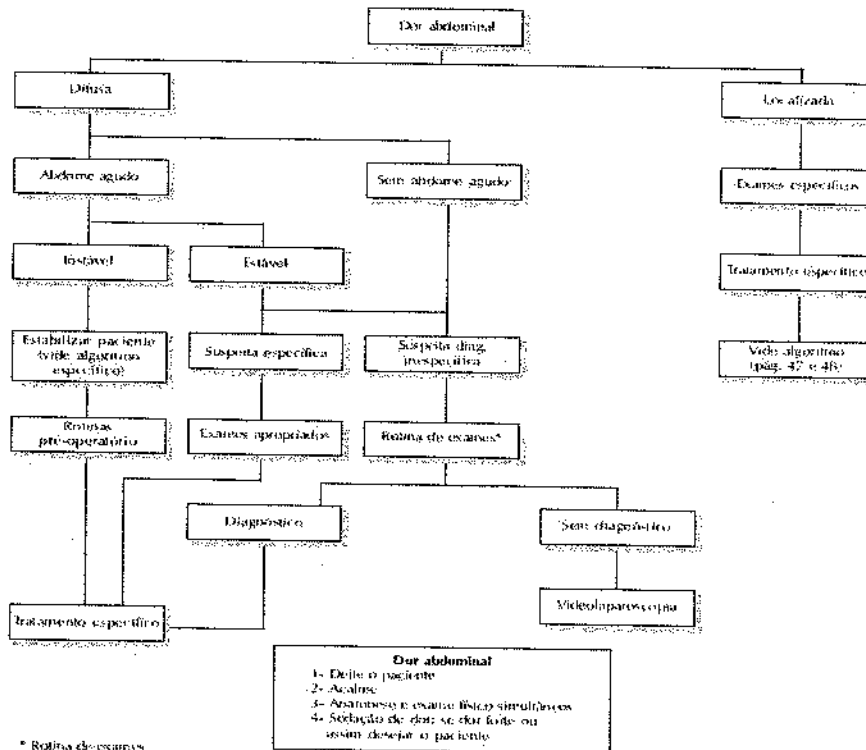 Dor abdominal
Difusa
Localizada
Abdome agudo
Sem abdome agudo
Exames específicos
Instável
Estável
Tratamento específico
Estabilizar paciente
(vide algoritmo
específico)
Suspeita específica
Suspeita diag.
inespecífica
Vide algoritmo
(pág. 47 e 48)
Rotinas
pré-operatório
Exames apropriados
Rotina de exames*
Diagnóstico
Sem diagnóstico
Videolaparoscopia
Tratamento específico
Dor abdominal
1- Deite o paciente
2- Acalme
3- Anamnese e exame físico simultâneos
4- Sedação de dor: se dor forte ou
assim desejar o paciente
* Rotina de exames